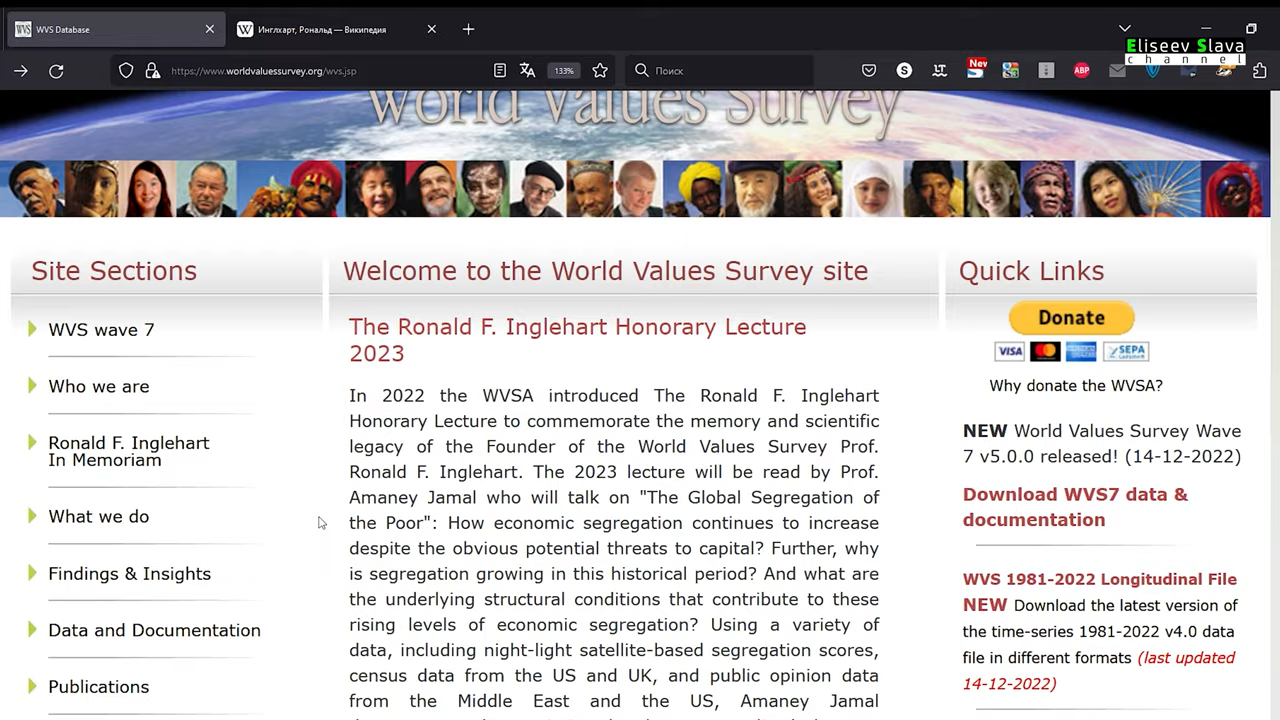 WVS Database
Инглхарт, Рональд — Википедия
Eliseev Slava
channel
https://www.worldvaluessurvey.org/wvs.jsp
133%
Поиск
New
ABP
World Values Survey
Site Sections
WVS wave 7
Who we are
Ronald F. Inglehart
In Memoriam
What we do
Findings & Insights
Data and Documentation
Publications
Welcome to the World Values Survey site
The Ronald F. Inglehart Honorary Lecture
2023
In 2022 the WVSA introduced The Ronald F. Inglehart
Honorary Lecture to commemorate the memory and scientific
legacy of the Founder of the World Values Survey Prof.
Ronald F. Inglehart. The 2023 lecture will be read by Prof.
Amaney Jamal who will talk on "The Global Segregation of
the Poor": How economic segregation continues to increase
despite the obvious potential threats to capital? Further, why
is segregation growing in this historical period? And what are
the underlying structural conditions that contribute to these
rising levels of economic segregation? Using a variety of
data, including night-light satellite-based segregation scores,
census data from the US and UK, and public opinion data
from the Middle East and the US, Amaney Jamal
Quick Links
Donate
VISA
SEPA
Why donate the WVSA?
NEW World Values Survey Wave
7 v5.0.0 released! (14-12-2022)
Download WVS7 data &
documentation
WVS 1981-2022 Longitudinal File
NEW Download the latest version of
the time-series 1981-2022 v4.0 data
file in different formats (last updated
14-12-2022)